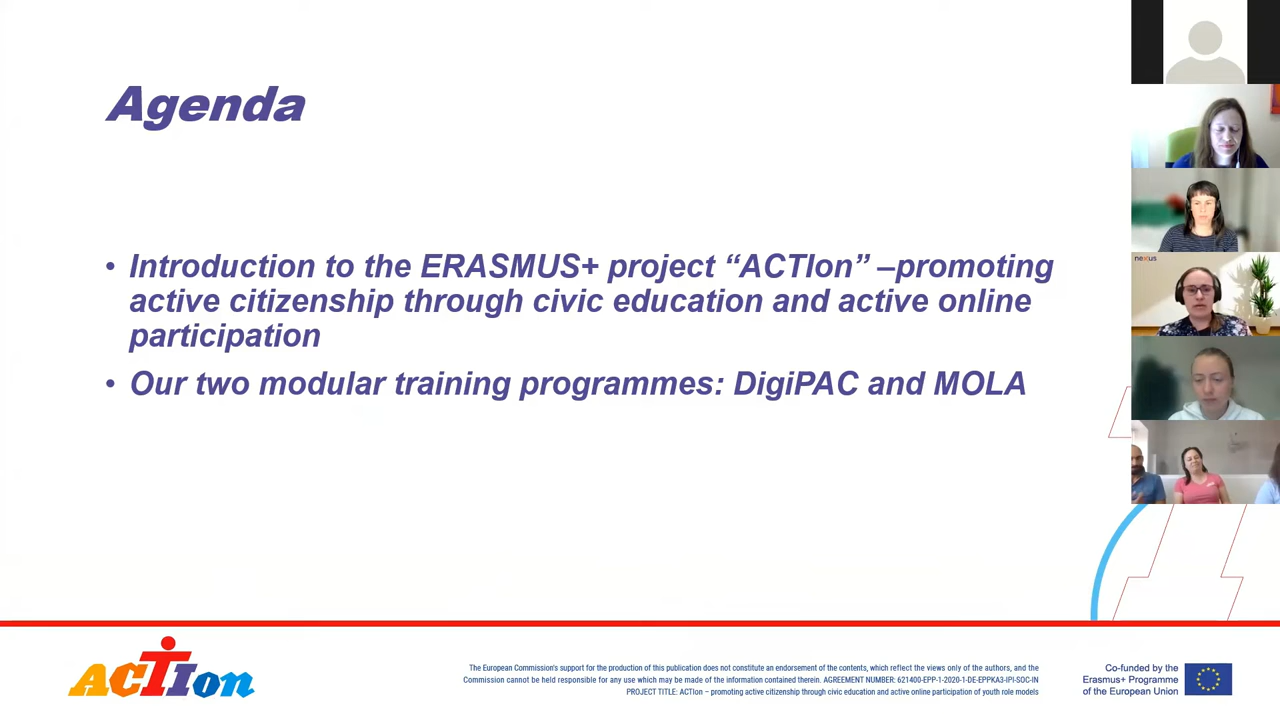 Agenda
• Introduction to the ERASMUS+ project “ACTIon” –promoting
active citizenship through civic education and active online
participation
• Our two modular training programmes: DigiPAC and MOLA
nexus
ACTIon
The European Commission's support for the production of this publication does not constitute an endorsement of the contents, which reflect the views only of the authors, and the
Commission cannot be held responsible for any use which may be made of the information contained therein. AGREEMENT NUMBER: 621400-EPP-1-2020-1-DE-EPPKA3-IPI-SOC-IN
PROJECT TITLE: ACTIon – promoting active citizenship through civic education and active online participation of youth role models
Co-funded by the
Erasmus+ Programme
of the European Union